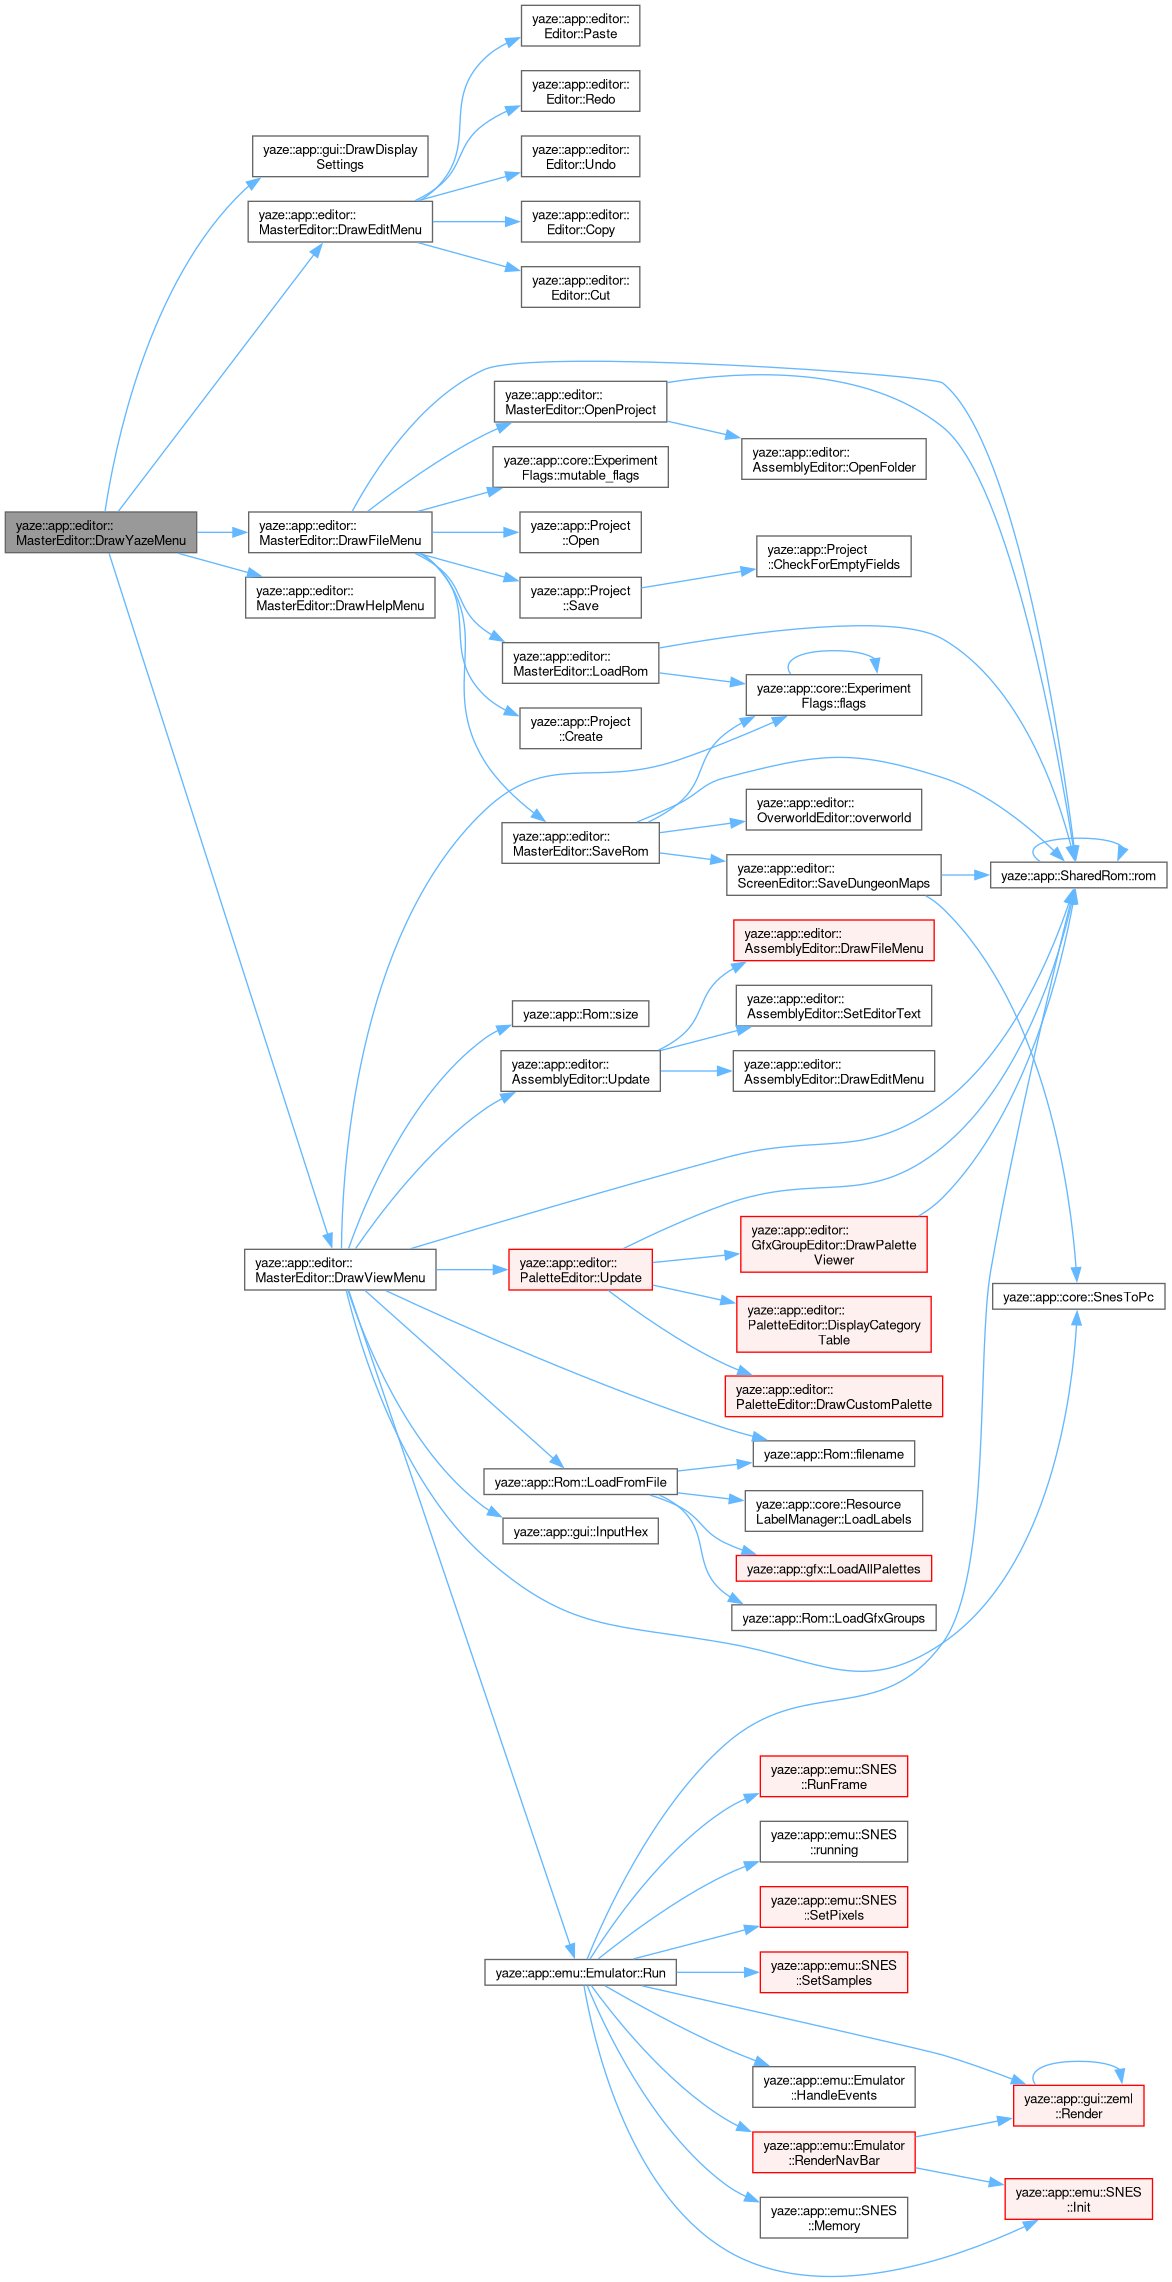 yaze::app::editor::
Editor::Paste
yaze::app::editor::
Editor::Redo
yaze::app::gui::DrawDisplay
Settings
yaze::app::editor::
Editor::Undo
yaze::app::editor::
MasterEditor::DrawEditMenu
yaze::app::editor::
Editor::Copy
yaze::app::editor::
Editor::Cut
yaze::app::editor::
MasterEditor::OpenProject
yaze::app::editor::
AssemblyEditor::OpenFolder
yaze::app::core::Experiment
Flags::mutable_flags
yaze::app::editor::
MasterEditor::DrawYazeMenu
yaze::app::editor::
MasterEditor::DrawFileMenu
yaze::app::Project
::Open
yaze::app::Project
::CheckForEmptyFields
yaze::app::editor::
MasterEditor::DrawHelpMenu
yaze::app::Project
::Save
yaze::app::editor::
MasterEditor::LoadRom
yaze::app::core::Experiment
Flags::flags
yaze::app::Project
::Create
yaze::app::editor::
OverworldEditor::overworld
yaze::app::editor::
MasterEditor::SaveRom
yaze::app::editor::
ScreenEditor::SaveDungeonMaps
yaze::app::SharedRom::rom
yaze::app::editor::
AssemblyEditor::DrawFileMenu
yaze::app::Rom::size
yaze::app::editor::
AssemblyEditor::SetEditorText
yaze::app::editor::
AssemblyEditor::Update
yaze::app::editor::
AssemblyEditor::DrawEditMenu
yaze::app::editor::
GfxGroupEditor::DrawPalette
Viewer
yaze::app::editor::
MasterEditor::DrawViewMenu
yaze::app::editor::
PaletteEditor::Update
yaze::app::core::SnesToPc
yaze::app::editor::
PaletteEditor::DisplayCategory
Table
yaze::app::editor::
PaletteEditor::DrawCustomPalette
yaze::app::Rom::filename
yaze::app::Rom::LoadFromFile
yaze::app::core::Resource
LabelManager::LoadLabels
yaze::app::gui::InputHex
yaze::app::gfx::LoadAllPalettes
yaze::app::Rom::LoadGfxGroups
yaze::app::emu::SNES
::RunFrame
yaze::app::emu::SNES
::running
yaze::app::emu::SNES
::SetPixels
yaze::app::emu::Emulator::Run
yaze::app::emu::SNES
::SetSamples
yaze::app::emu::Emulator
::HandleEvents
yaze::app::gui::zeml
::Render
yaze::app::emu::Emulator
::RenderNavBar
yaze::app::emu::SNES
::Init
yaze::app::emu::SNES
::Memory